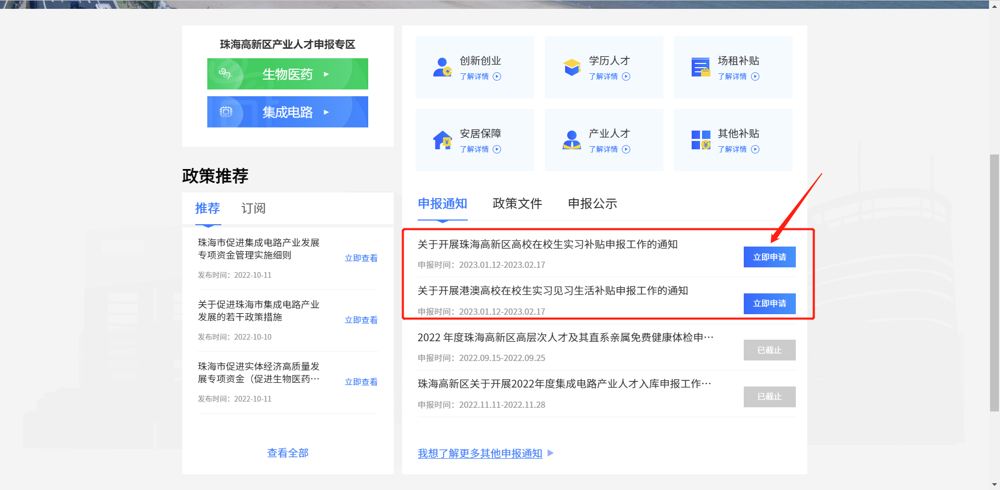 珠海高新区产业人才申报专区
生物医药
集成电路
政策推荐
推荐
订阅
珠海市促进集成电路产业发展
专项资金管理实施细则
立即查看
发布时间：2022-10-11
关于促进珠海市集成电路产业
发展的若干政策措施
立即查看
发布时间：2022-10-10
珠海市促进实体经济高质量发
展专项资金（促进生物医药…
立即查看
发布时间：2022-10-11
查看全部
创新创业
了解详情
学历人才
了解详情
场租补贴
了解详情
安居保障
了解详情
产业人才
了解详情
其他补贴
了解详情
申报通知
政策文件
申报公示
关于开展珠海高新区高校在校生实习补贴申报工作的通知
申报时间：2023.01.12-2023.02.17
立即申请
关于开展港澳高校在校生实习见习生活补贴申报工作的通知
申报时间：2023.01.12-2023.02.17
立即申请
2022 年度珠海高新区高层次人才及其直系亲属免费健康体检申…
申报时间：2022.09.15-2022.09.25
已截止
珠海高新区关于开展2022年度集成电路产业人才入库申报工作…
申报时间：2022.11.11-2022.11.28
已截止
我想了解更多其他申报通知